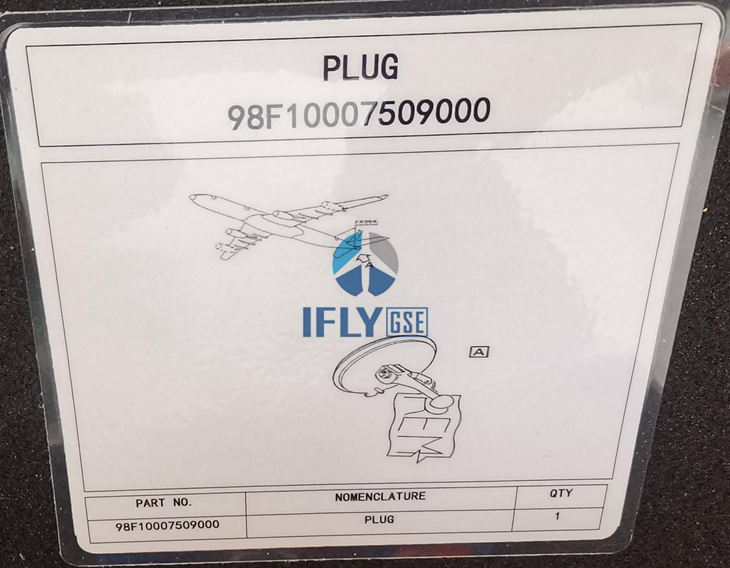 PLUG
98F10007509000
A
IFLY GSE
A
PART NO.
NOMENCLATURE
QTY
98F10007509000
PLUG
1